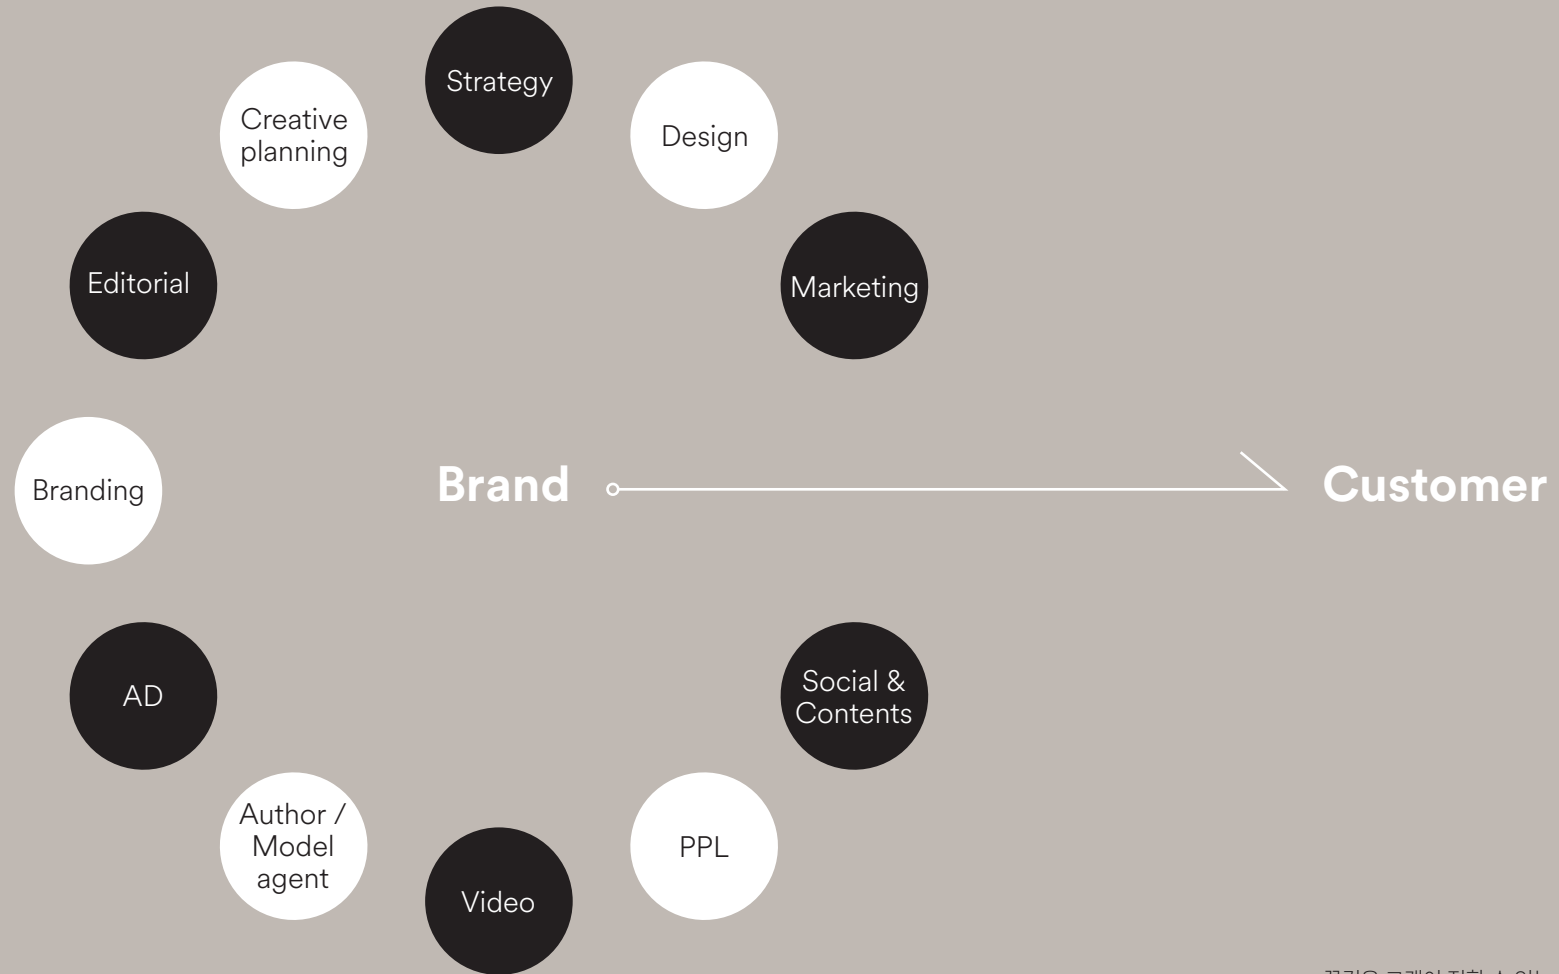 Strategy
Creative
planning
Design
Editorial
Marketing
Branding
Brand
Customer
AD
Social &
Contents
Author /
Model
agent
PPL
Video